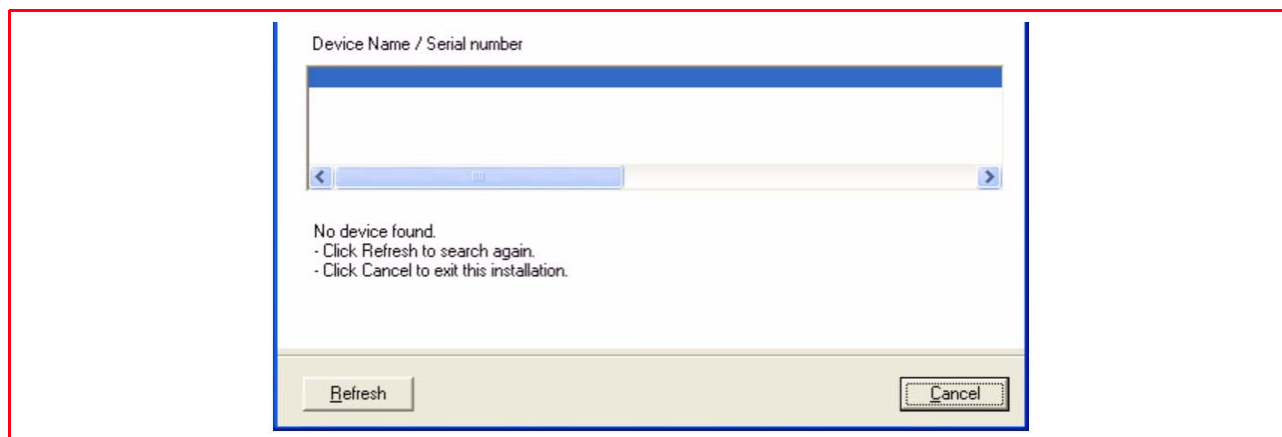 Device Name / Serial number
No device found.
- Click Refresh to search again.
- Click Cancel to exit this installation.
Refresh
Cancel